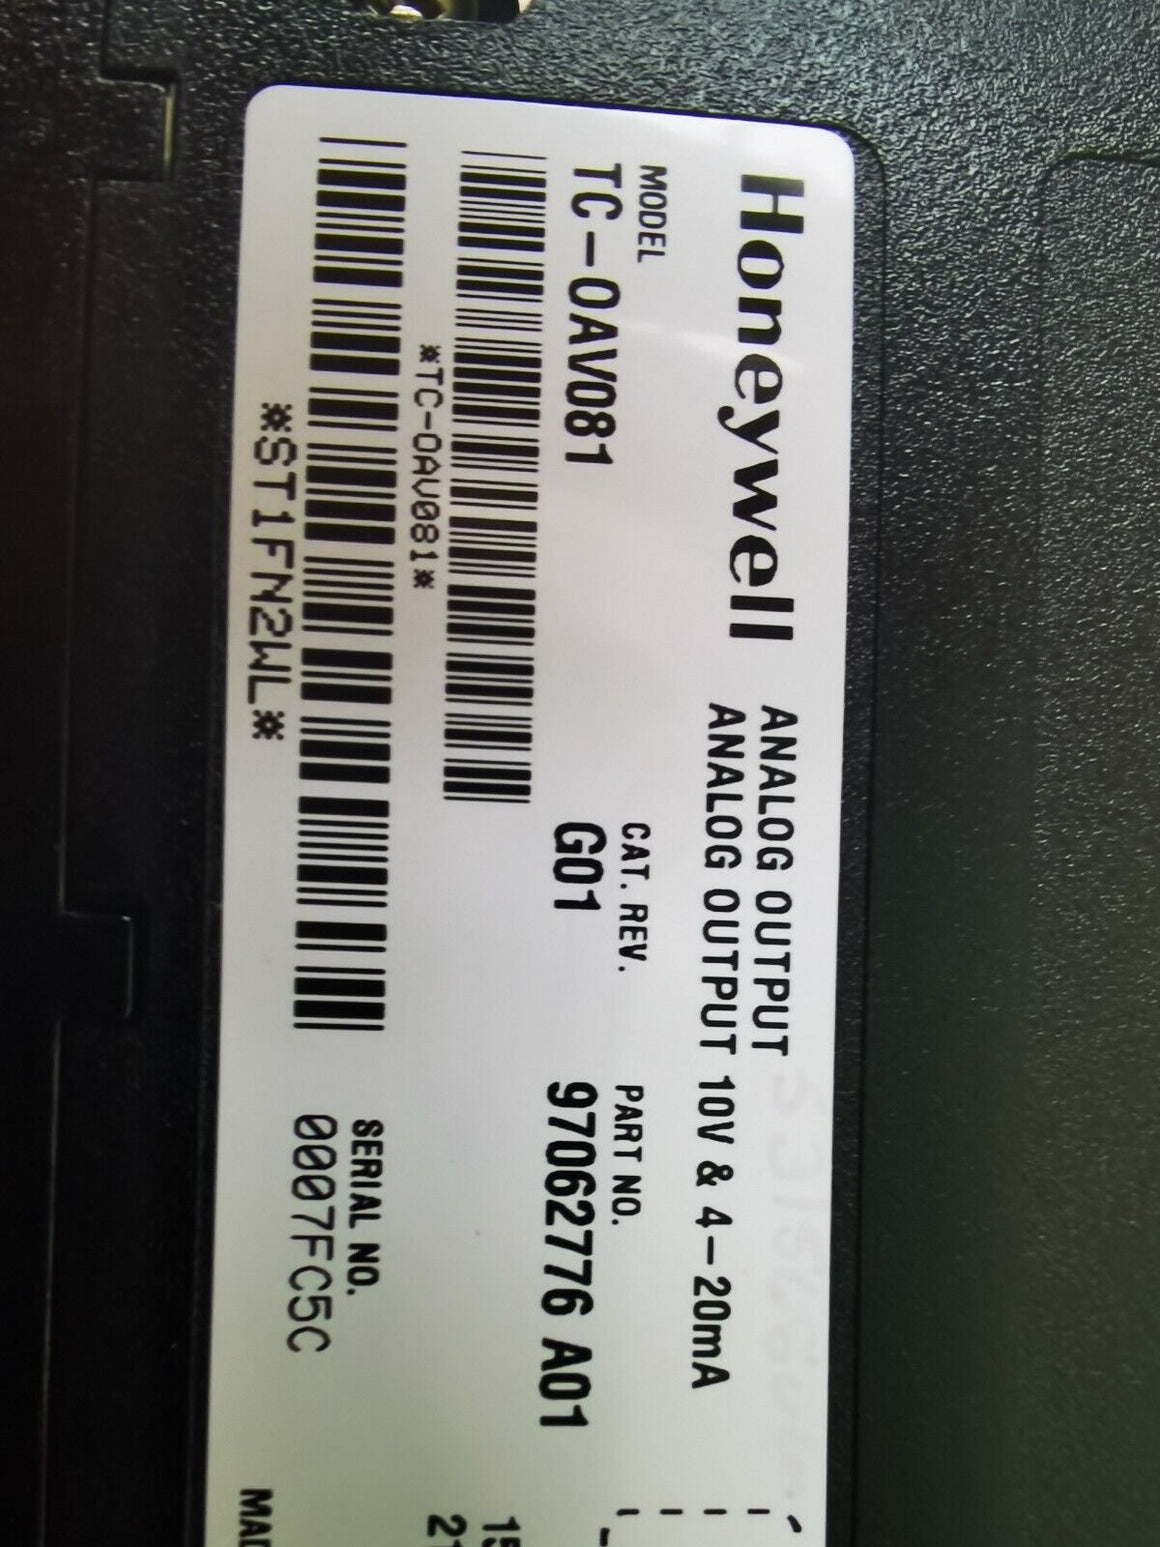 Honeywell
ANALOG OUTPUT
ANALOG OUTPUT 10V & 4-20mA
MODEL
TC-OAV081
CAT. REV.
G01
PART NO.
97062776 A01
*TC-OAV081*
SERIAL NO.
0007FC5C
*ST1FN2WL*